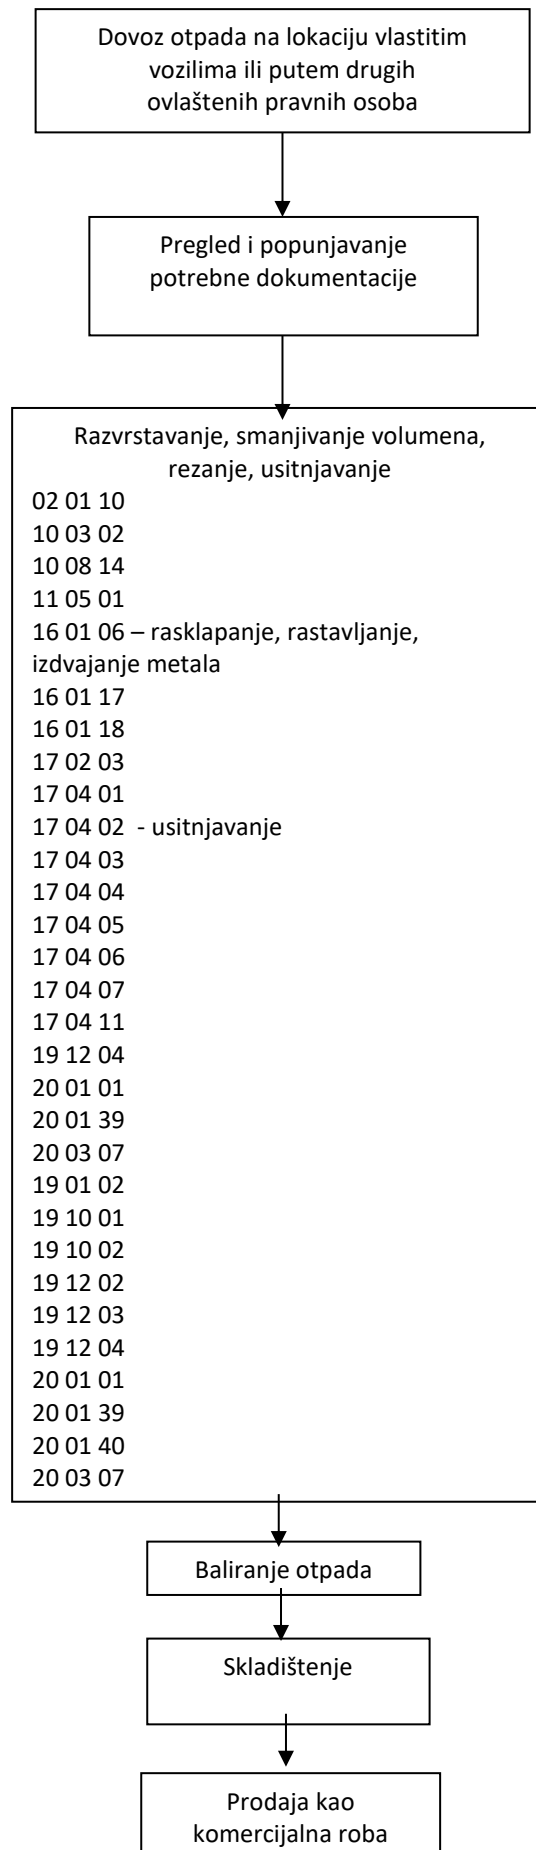 Dovoz otpada na lokaciju vlastitim
vozilima ili putem drugih
ovlaštenih pravnih osoba
Pregled i popunjavanje
potrebne dokumentacije
Razvrstavanje, smanjivanje volumena,
rezanje, usitnjavanje
02 01 10
10 03 02
10 08 14
11 05 01
16 01 06 – rasklapanje, rastavljanje,
izdvajanje metala
16 01 17
16 01 18
17 02 03
17 04 01
17 04 02  - usitnjavanje
17 04 03
17 04 04
17 04 05
17 04 06
17 04 07
17 04 11
19 12 04
20 01 01
20 01 39
20 03 07
19 01 02
19 10 01
19 10 02
19 12 02
19 12 03
19 12 04
20 01 01
20 01 39
20 01 40
20 03 07
Baliranje otpada
Skladištenje
Prodaja kao
komercijalna roba